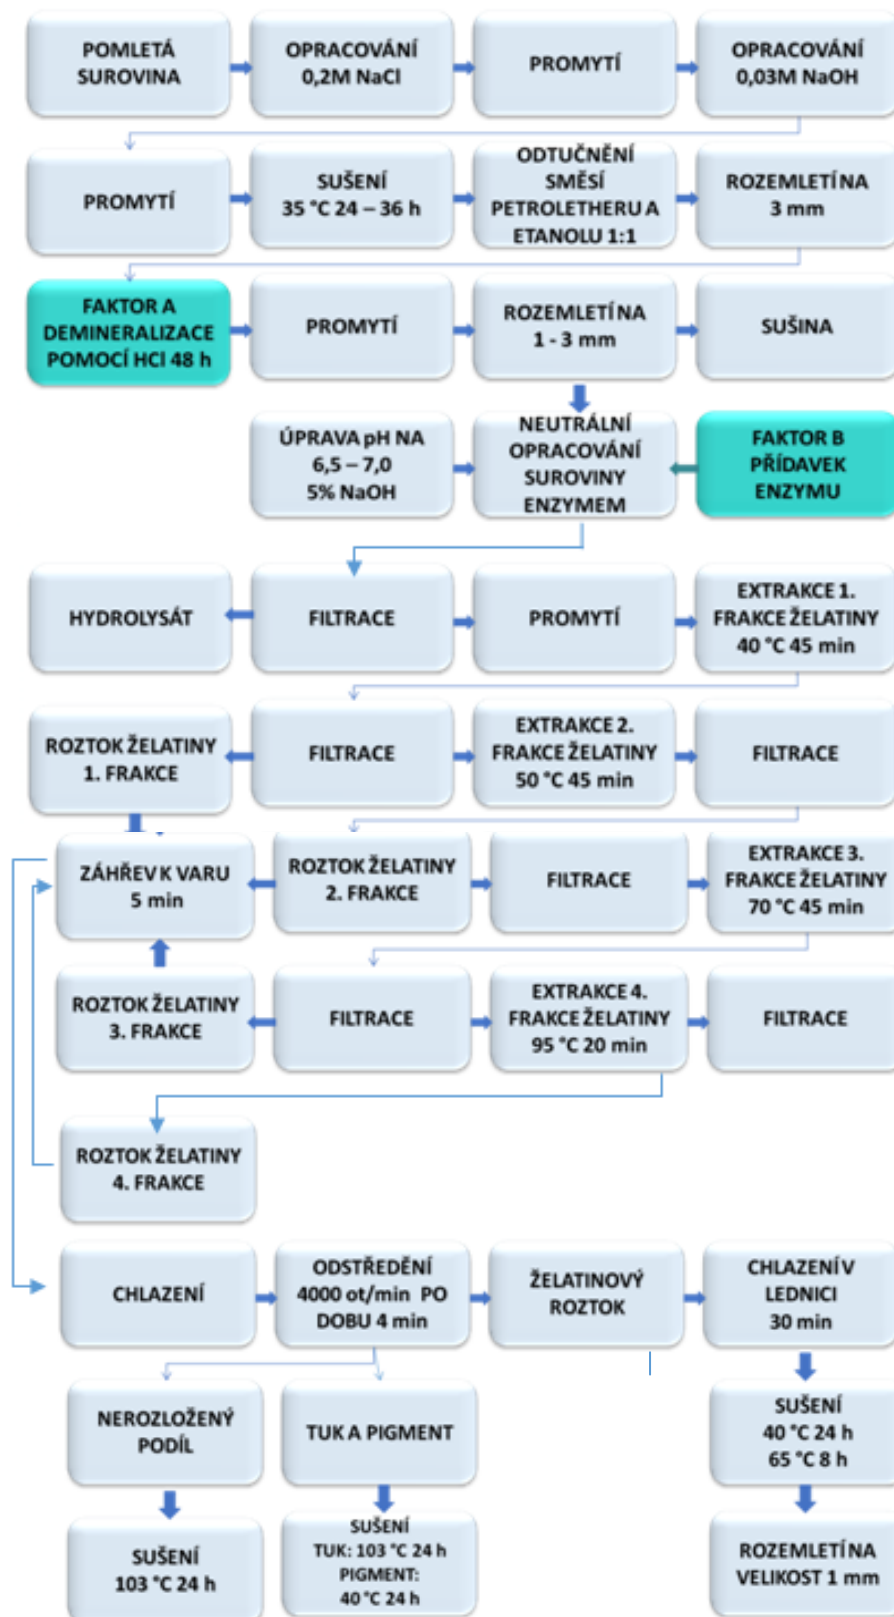 POMLETÁ
SUROVINA
OPRACOVÁNÍ
0,2M NaCl
PROMYTÍ
OPRACOVÁNÍ
0,03M NaOH
PROMYTÍ
SUŠENÍ
35 °C 24 – 36 h
ODTUČNĚNÍ
SMĚSÍ
PETROLETHERU A
ETANOLU 1:1
ROZEMLETÍ NA
3 mm
FAKTOR A
DEMINERALIZACE
POMOCÍ HCl 48 h
PROMYTÍ
ROZEMLETÍ NA
1 - 3 mm
SUŠINA
ÚPRAVA pH NA
6,5 – 7,0
5% NaOH
NEUTRÁLNÍ
OPRACOVÁNÍ
SUROVINY
ENZYMEM
FAKTOR B
PŘÍDAVEK
ENZYMU
HYDROLYSÁT
FILTRACE
PROMYTÍ
EXTRAKCE 1.
FRAKCE ŽELATINY
40 °C 45 min
ROZTOK ŽELATINY
1. FRAKCE
FILTRACE
EXTRAKCE 2.
FRAKCE ŽELATINY
50 °C 45 min
FILTRACE
ZÁHŘEV K VARU
5 min
ROZTOK ŽELATINY
2. FRAKCE
FILTRACE
EXTRAKCE 3.
FRAKCE ŽELATINY
70 °C 45 min
ROZTOK ŽELATINY
3. FRAKCE
FILTRACE
EXTRAKCE 4.
FRAKCE ŽELATINY
95 °C 20 min
FILTRACE
ROZTOK ŽELATINY
4. FRAKCE
CHLAZENÍ
ODSTŘEDĚNÍ
4000 ot/min PO
DOBU 4 min
ŽELATINOVÝ
ROZTOK
CHLAZENÍ V
LEDNICI
30 min
NEROZLOŽENÝ
PODÍL
TUK A PIGMENT
SUŠENÍ
40 °C 24 h
65 °C 8 h
SUŠENÍ
103 °C 24 h
SUŠENÍ
TUK: 103 °C 24 h
PIGMENT:
40 °C 24 h
ROZEMLETÍ NA
VELIKOST 1 mm